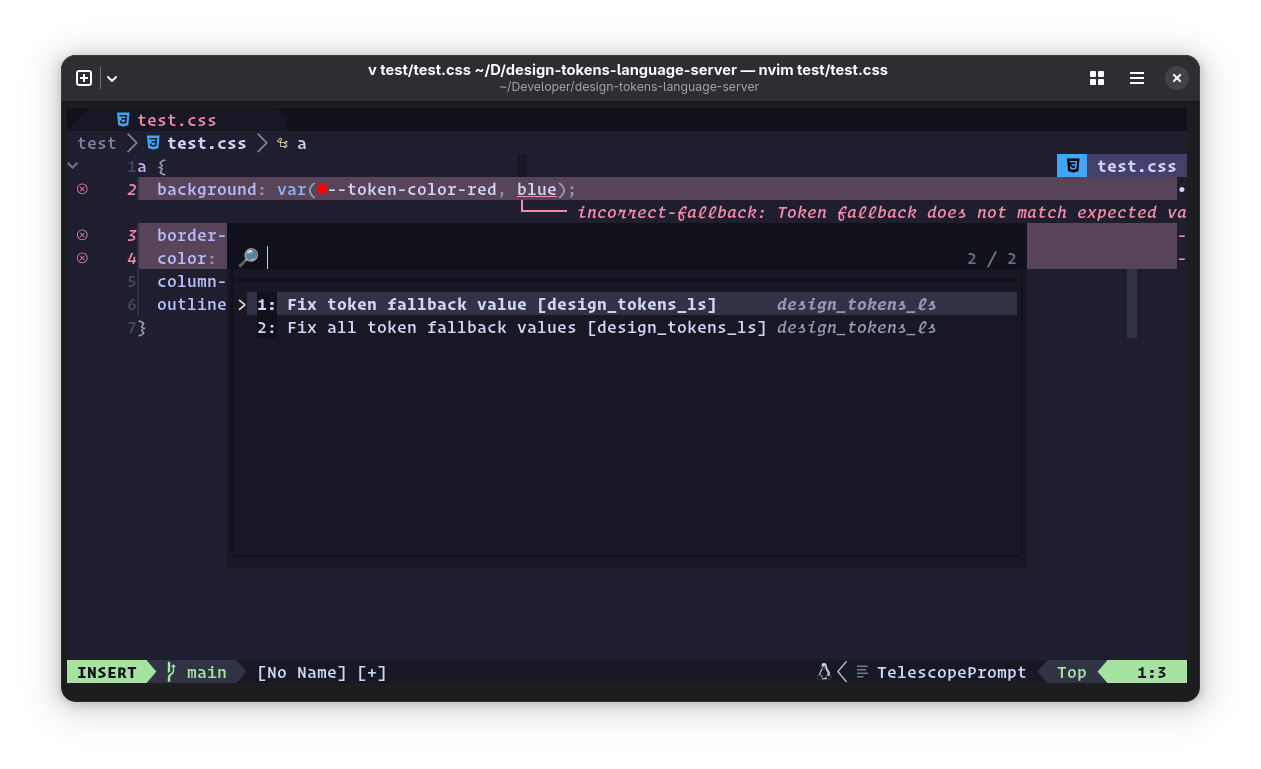 v test/test.css ~/D/design-tokens-language-server — nvim test/test.css
~/Developer/design-tokens-language-server
test.css
test test.css a
1 a {
test.css
2 background: var(--token-color-red, blue);
incorrect-fallback: Token fallback does not match expected va
3 border-
4 color:
2 / 2
5 column-
6 outline
> 1: Fix token fallback value [design_tokens_ls] design_tokens_ls
2: Fix all token fallback values [design_tokens_ls] design_tokens_ls
7 }
INSERT main [No Name] [+] TelescopePrompt Top 1:3